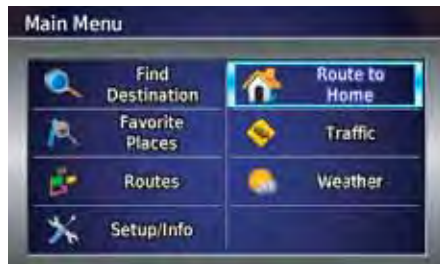 Main Menu
Find
Destination
Route to
Home
Favorite
Places
Traffic
Routes
Weather
Setup/Info